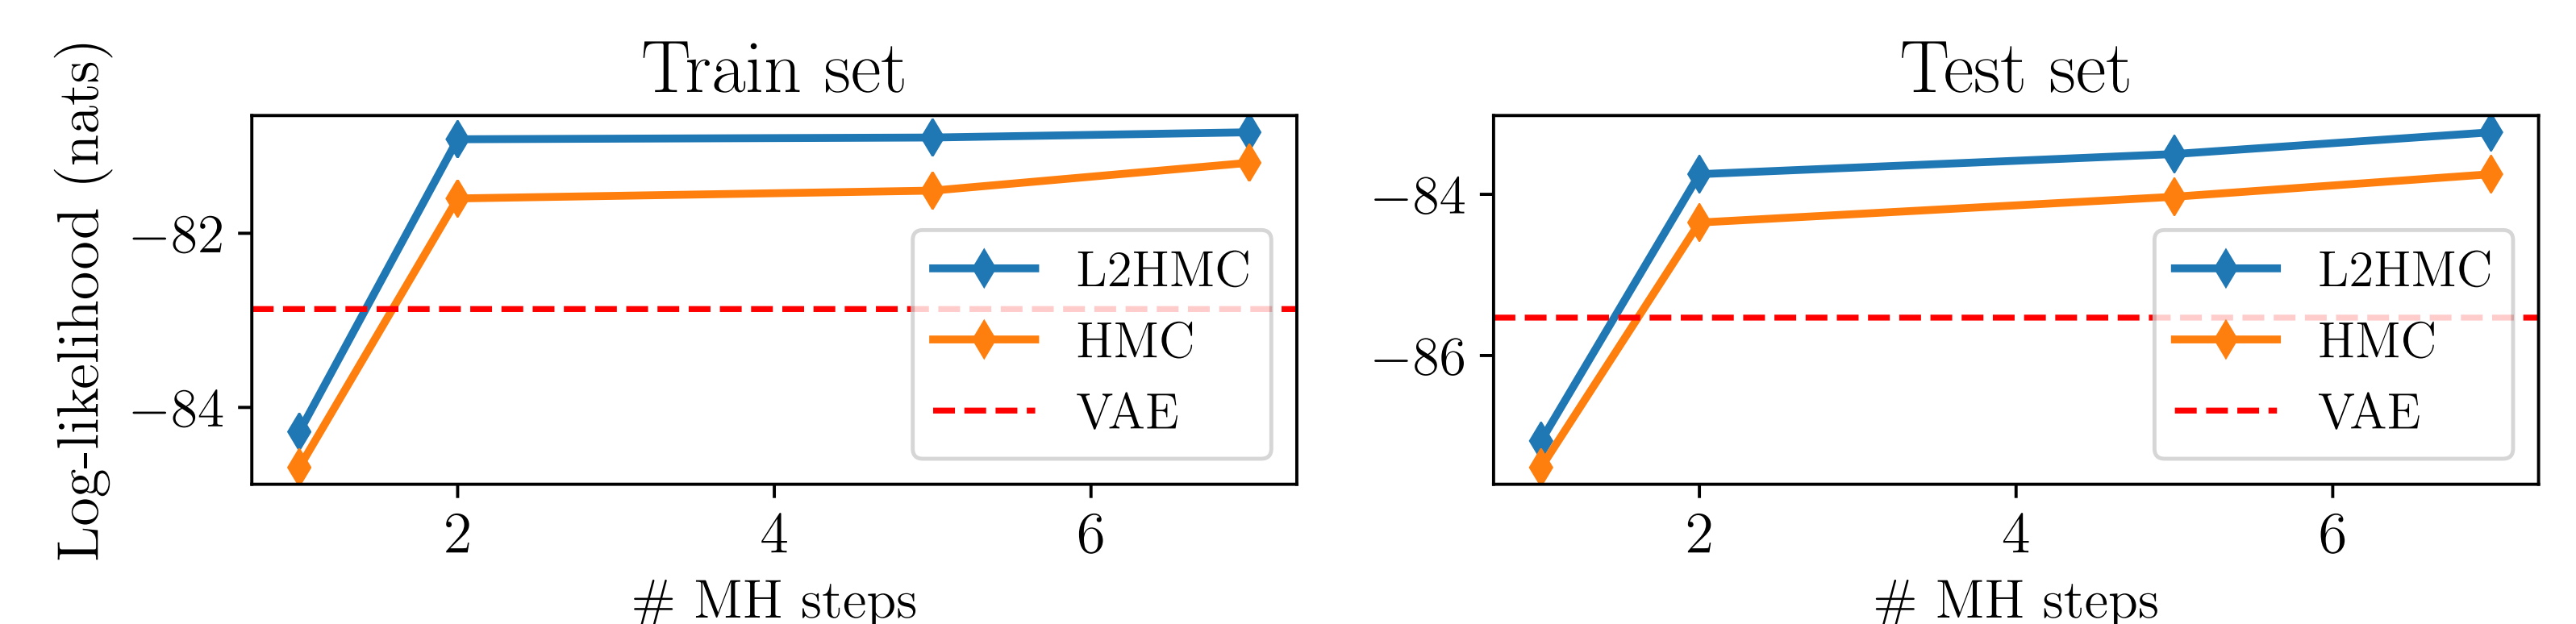 Train set
Log-likelihood (nats)
−82
−84
2 4 6
# MH steps
L2HMC
HMC
VAE
Test set
−84
−86
2 4 6
# MH steps
L2HMC
HMC
VAE